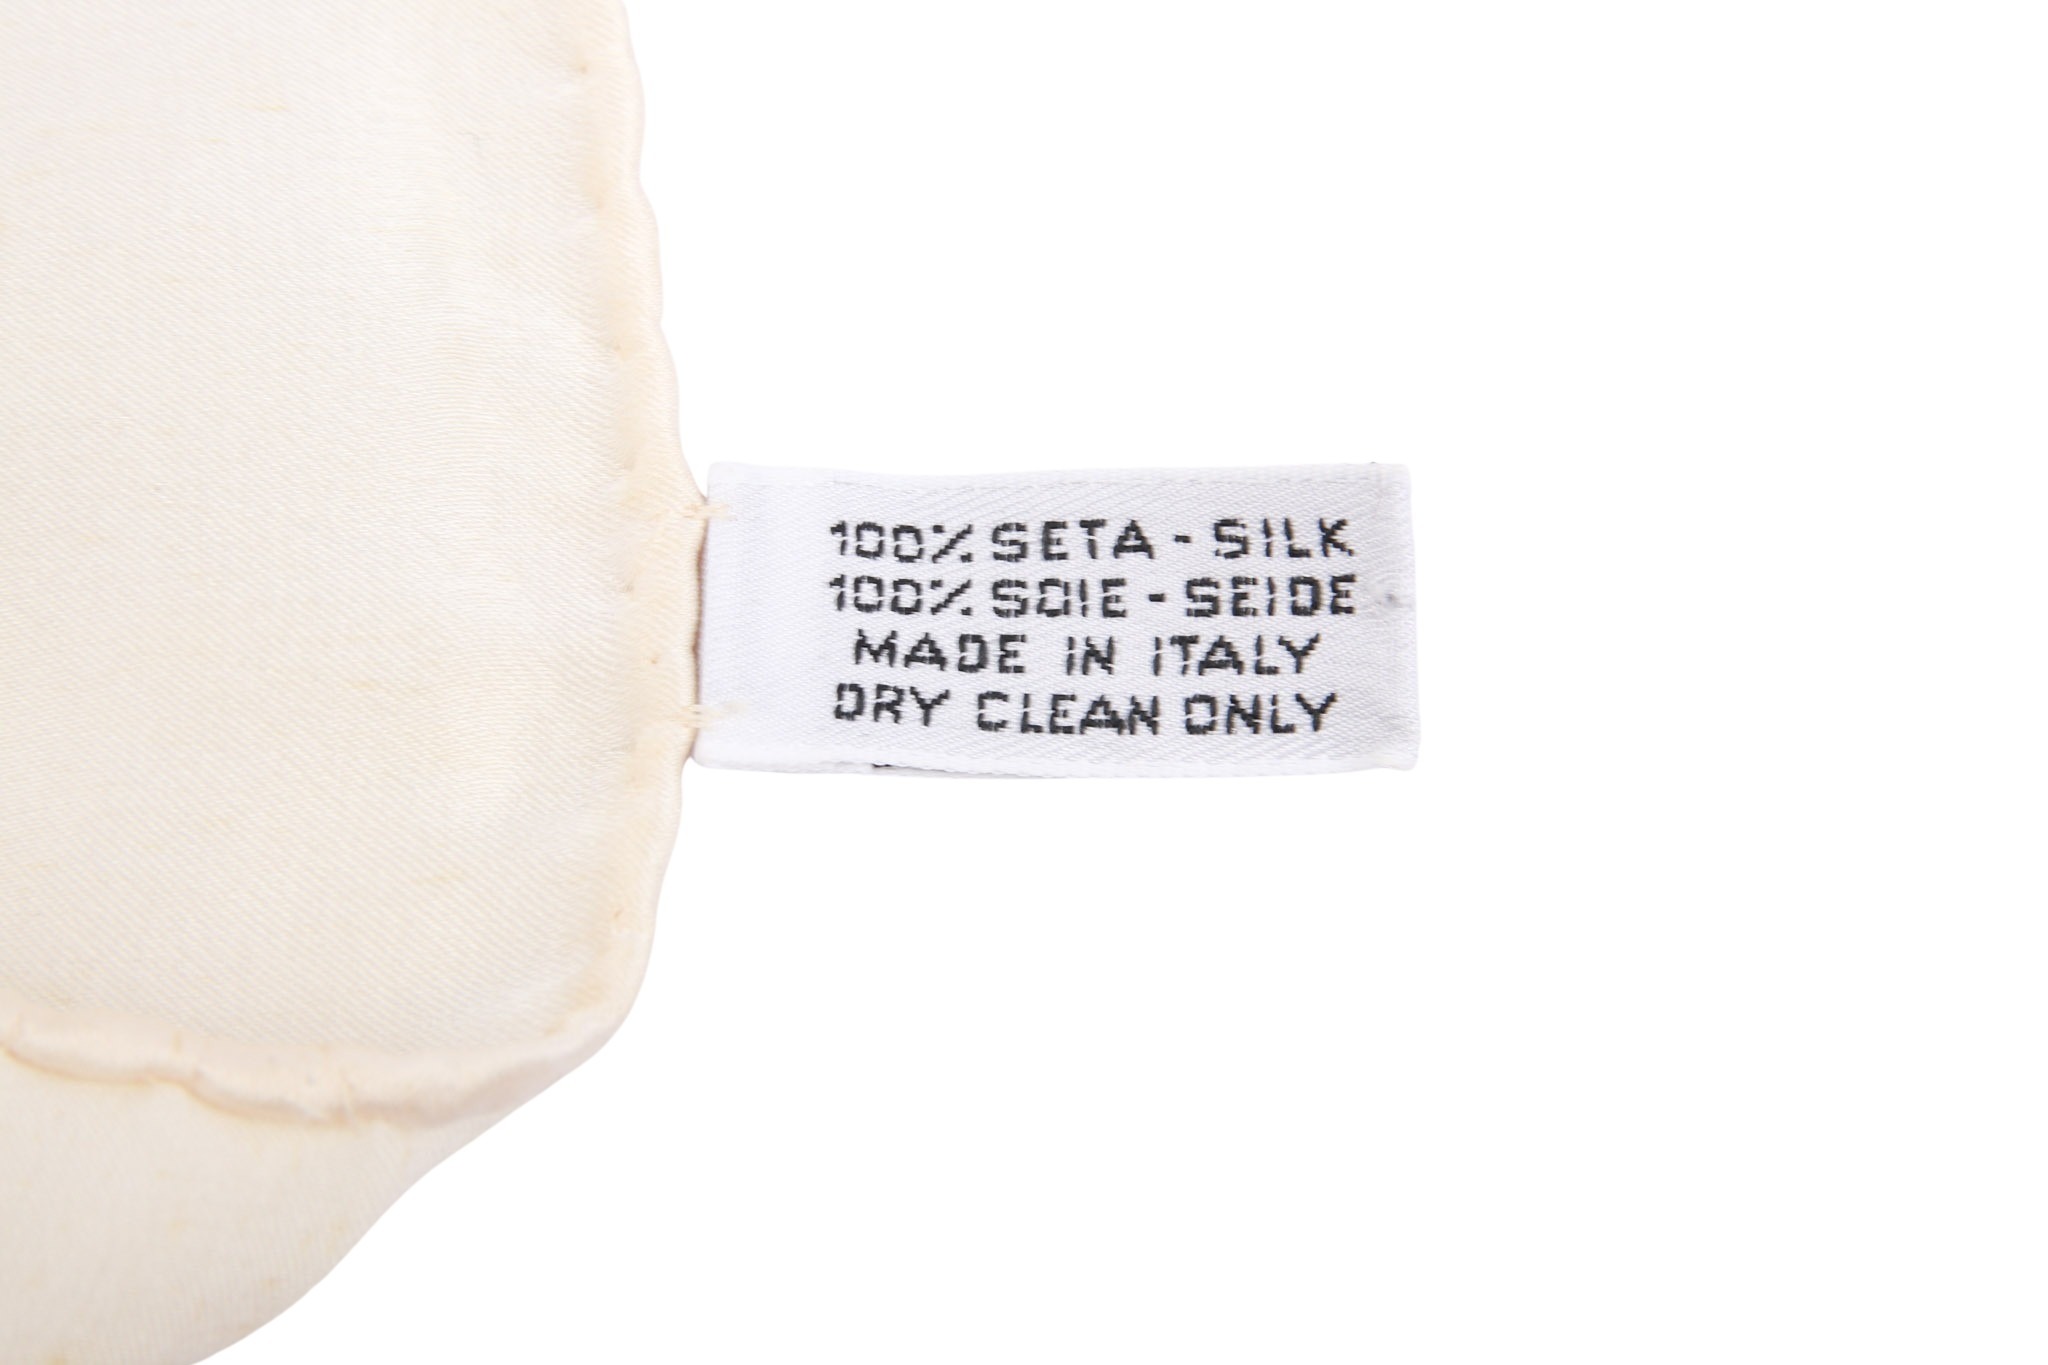 100% SETA - SILK
100% SOIE - SEIDE
MADE IN ITALY
DRY CLEAN ONLY